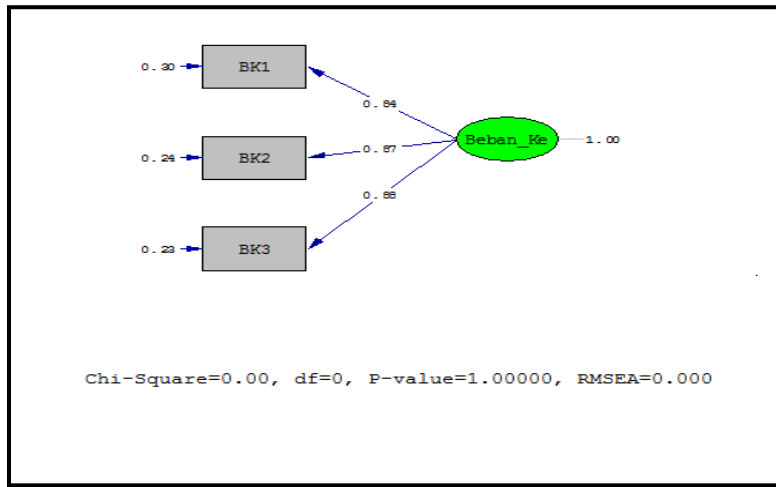 0.30 BK1
0.84
0.24 BK2 0.87 Beban_Ke 1.00
0.88
0.23 BK3
Chi-Square=0.00, df=0, P-value=1.00000, RMSEA=0.000